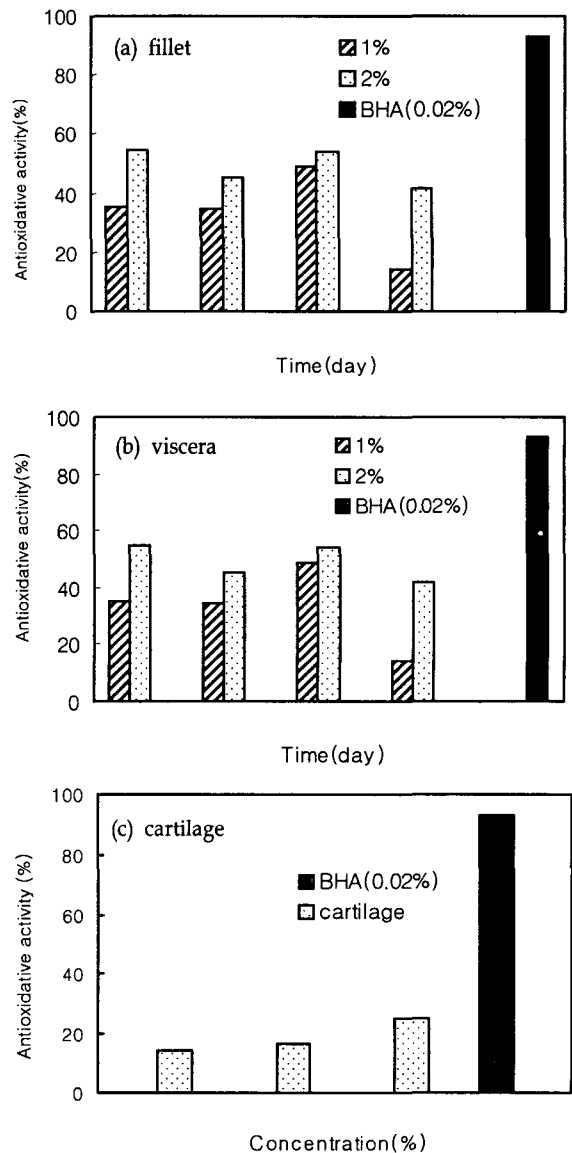 (a) fillet
1%
2%
BHA(0.02%)
100
80
60
40
20
0
Antioxidative activity(%)
Time(day)
(b) viscera
1%
2%
BHA(0.02%)
100
80
60
40
20
0
Antioxidative activity(%)
Time(day)
(c) cartilage
BHA(0.02%)
cartilage
100
80
60
40
20
0
Antioxidative activity (%)
Concentration(%)